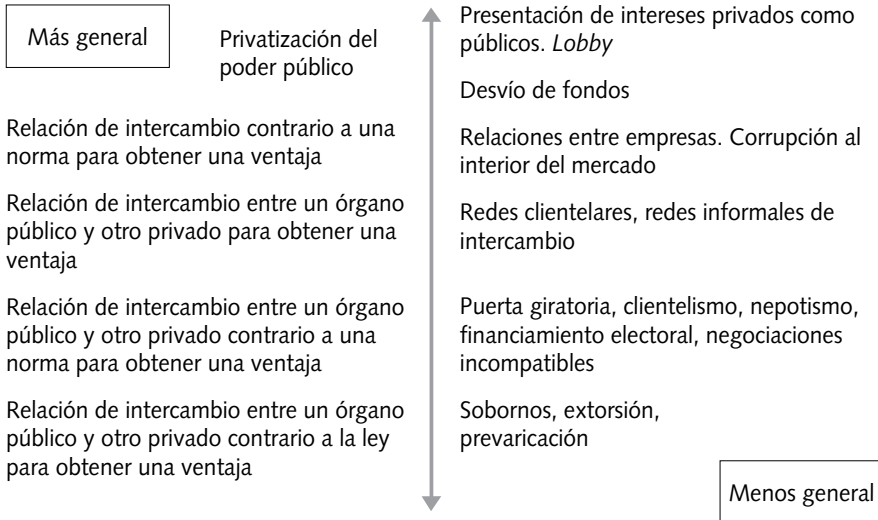 Más general
Privatización del
poder público
Relación de intercambio contrario a una
norma para obtener una ventaja
Relación de intercambio entre un órgano
público y otro privado para obtener una
ventaja
Relación de intercambio entre un órgano
público y otro privado contrario a una
norma para obtener una ventaja
Relación de intercambio entre un órgano
público y otro privado contrario a la ley
para obtener una ventaja
Presentación de intereses privados como
públicos. Lobby
Desvío de fondos
Relaciones entre empresas. Corrupción al
interior del mercado
Redes clientelares, redes informales de
intercambio
Puerta giratoria, clientelismo, nepotismo,
financiamiento electoral, negociaciones
incompatibles
Sobornos, extorsión,
prevaricación
Menos general